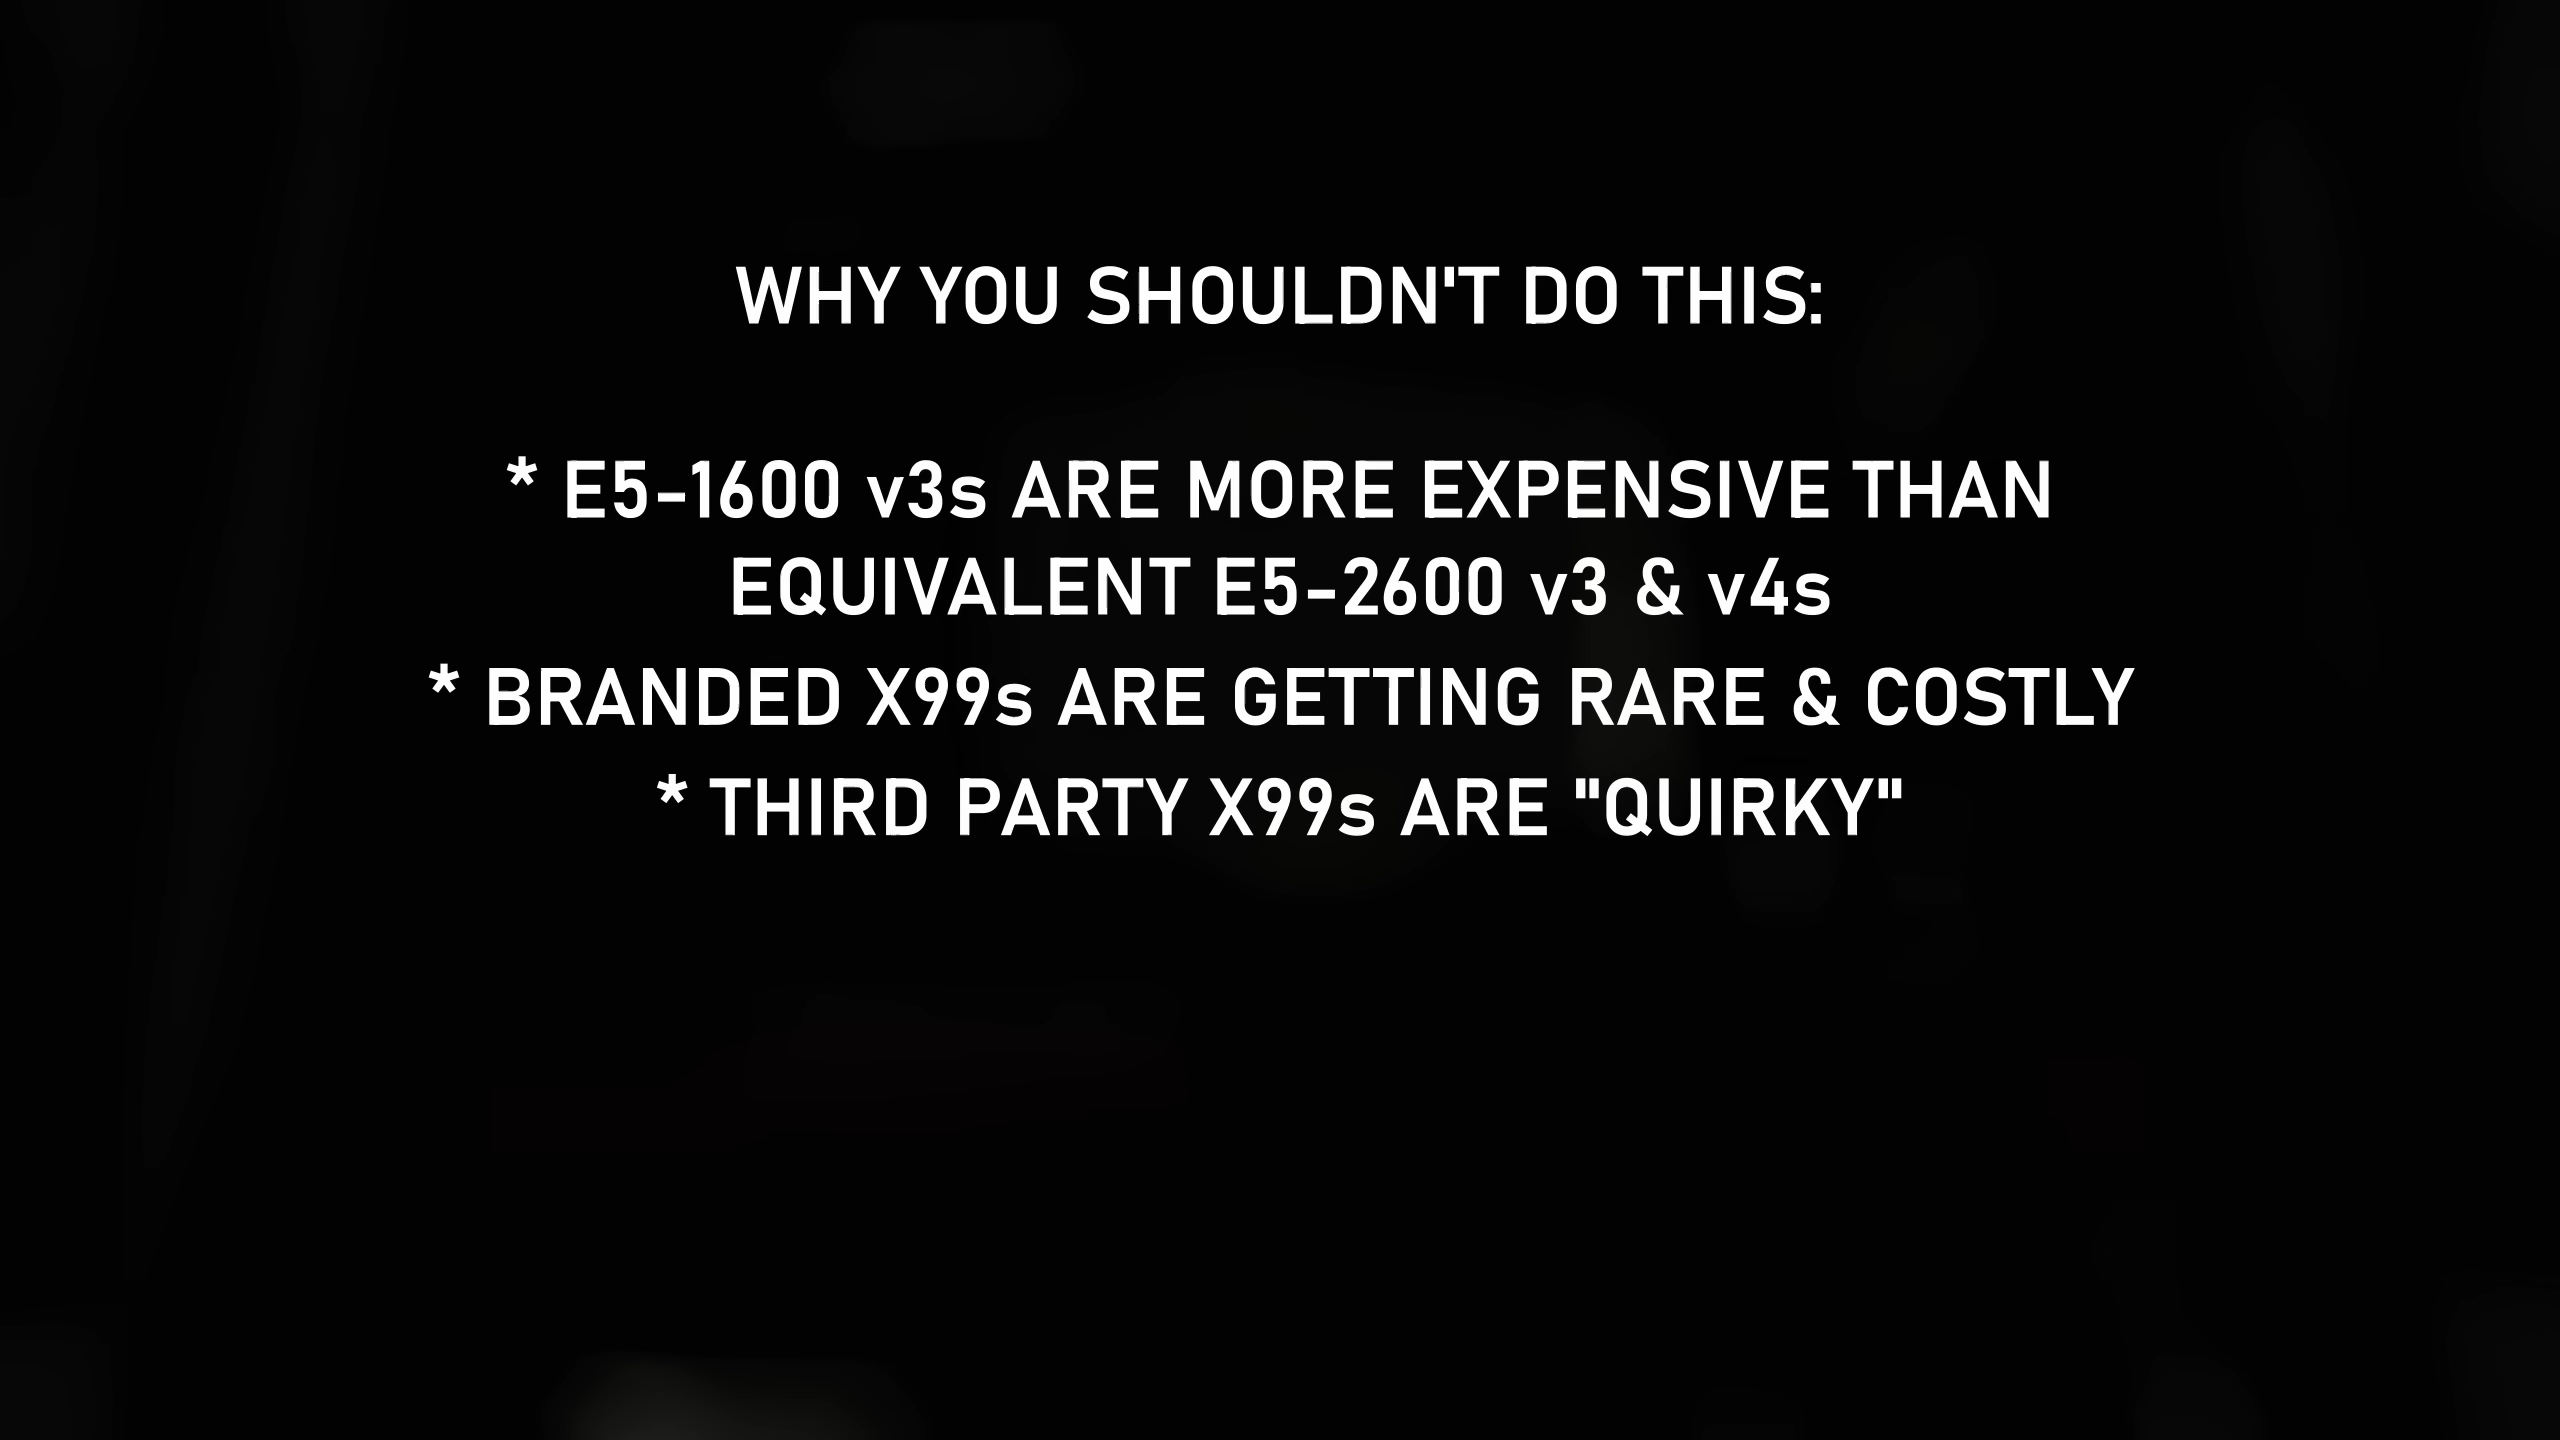 WHY YOU SHOULDN'T DO THIS:
* E5-1600 v3s ARE MORE EXPENSIVE THAN
EQUIVALENT E5-2600 v3 & v4s
* BRANDED X99s ARE GETTING RARE & COSTLY
* THIRD PARTY X99s ARE "QUIRKY"